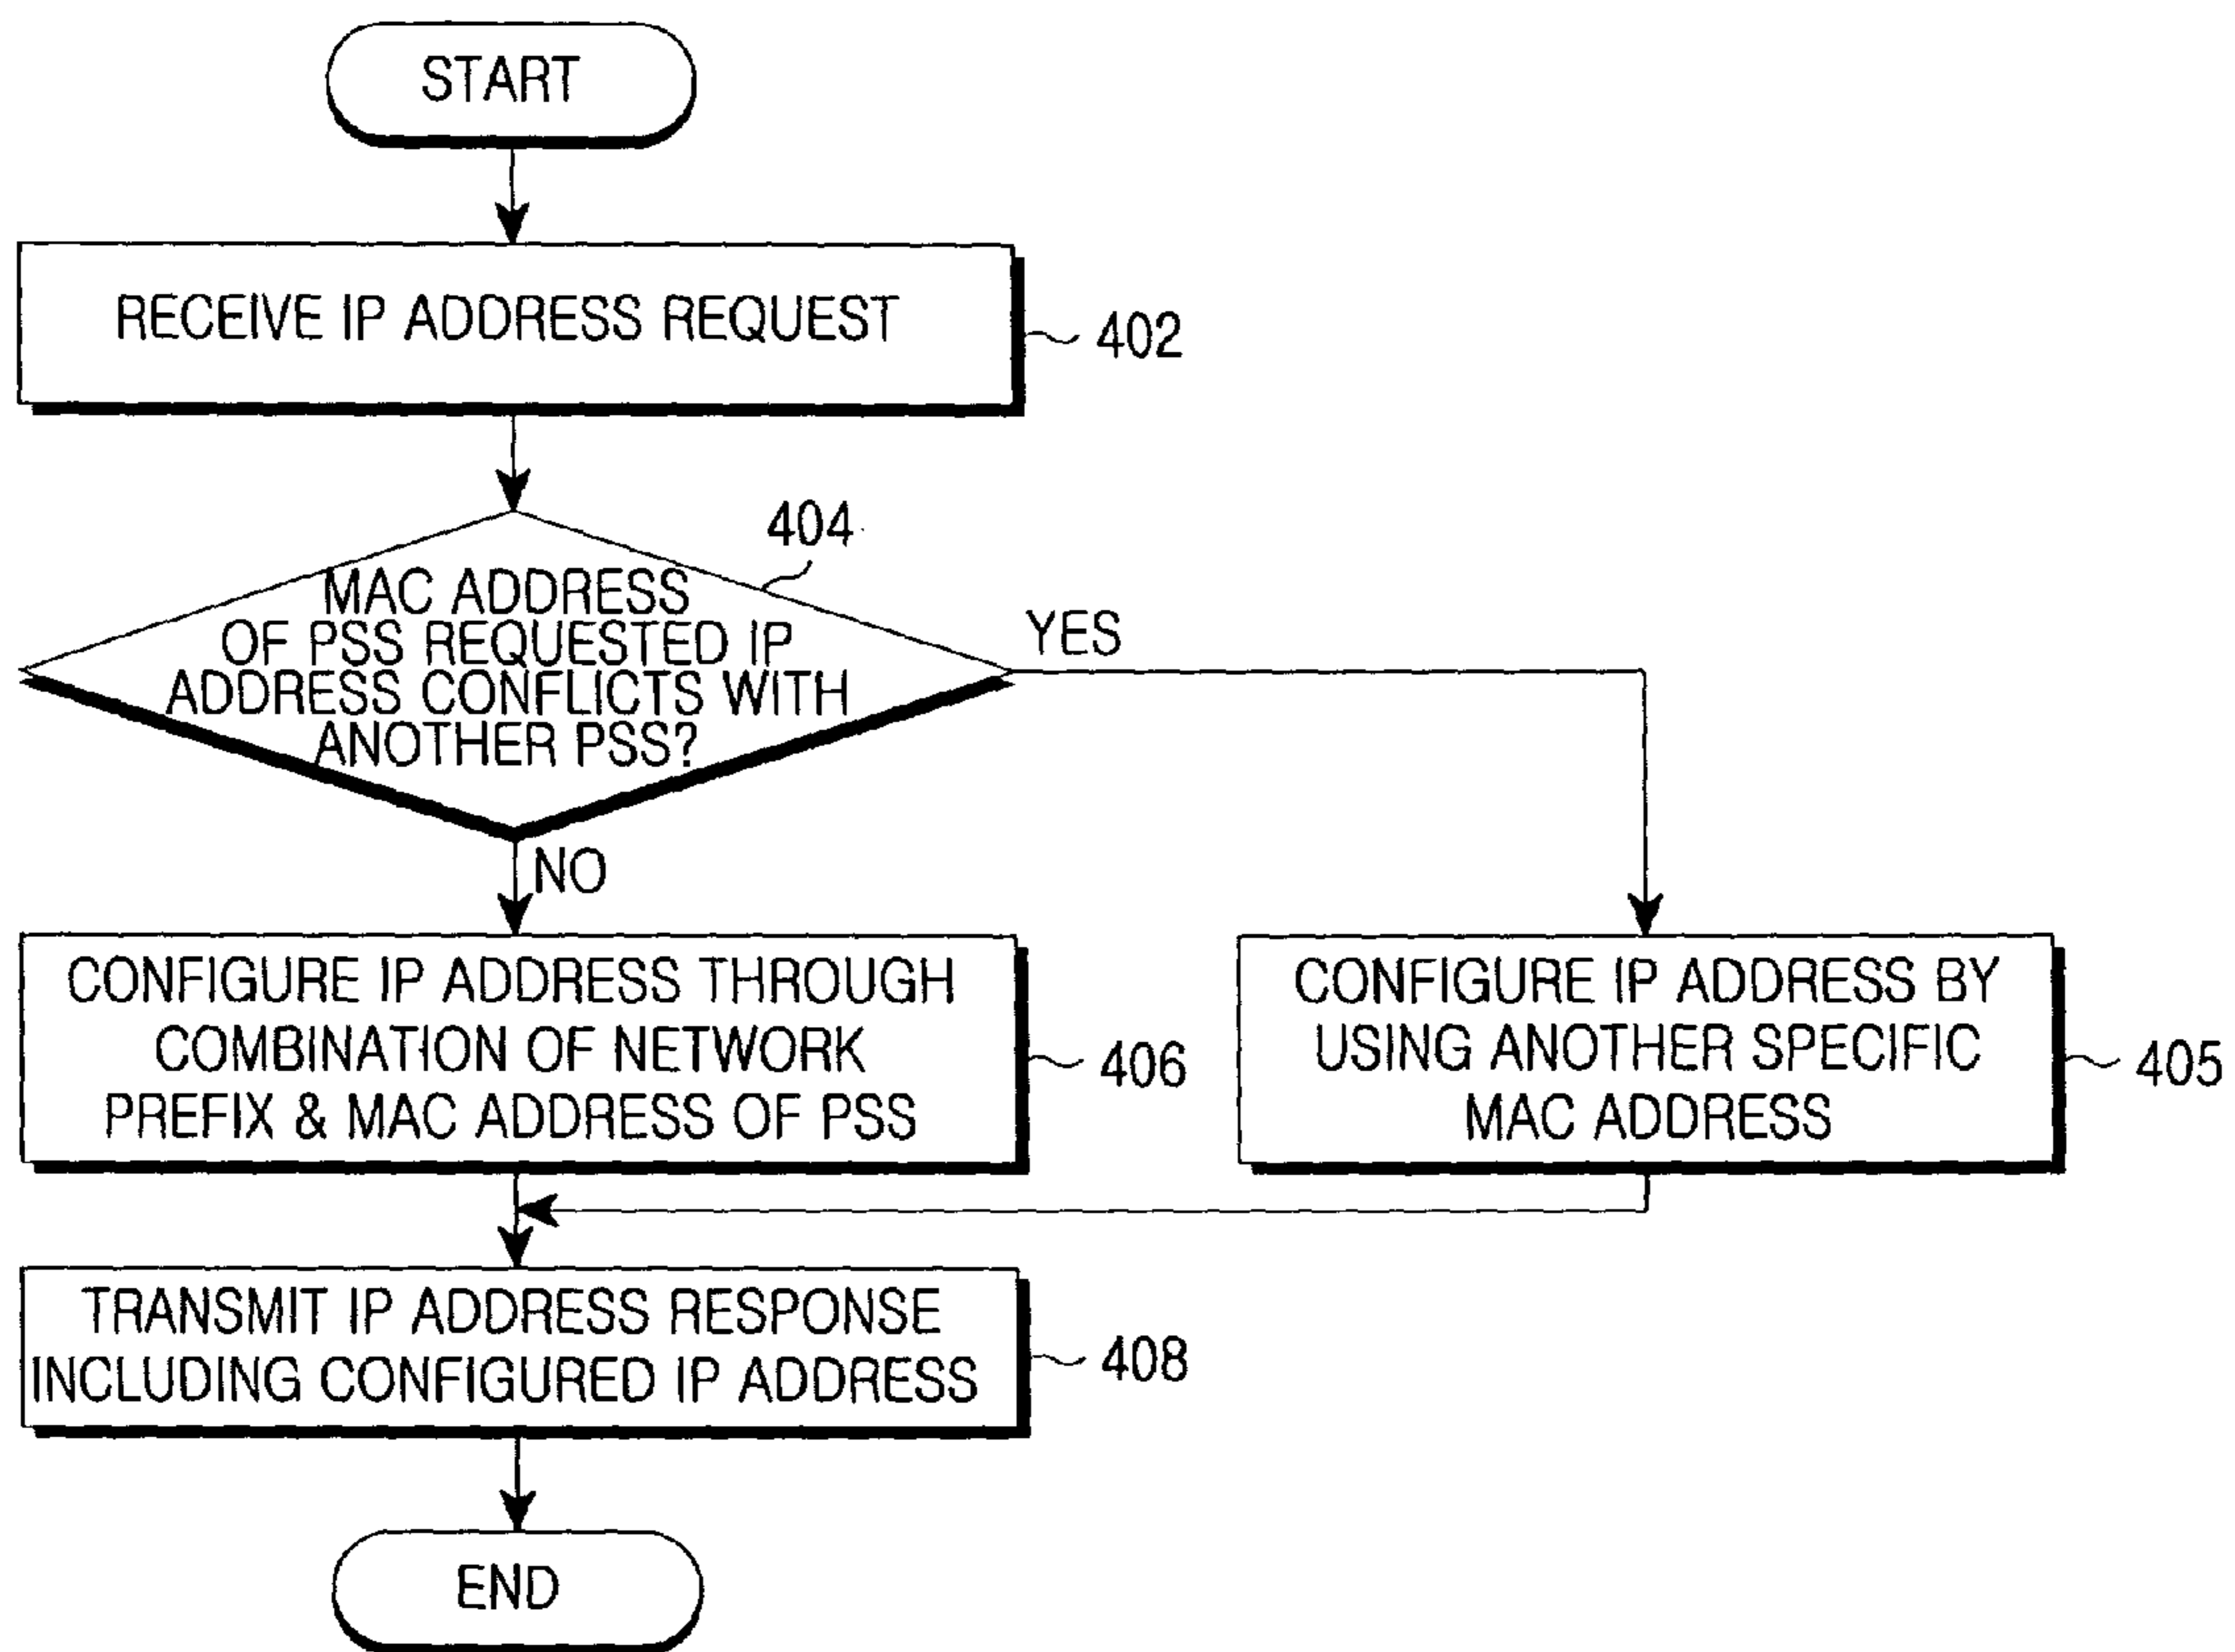 START
RECEIVE IP ADDRESS REQUEST
402
404
MAC ADDRESS
OF PSS REQUESTED IP
ADDRESS CONFLICTS WITH
ANOTHER PSS?
YES
NO
CONFIGURE IP ADDRESS THROUGH
COMBINATION OF NETWORK
PREFIX & MAC ADDRESS OF PSS
406
CONFIGURE IP ADDRESS BY
USING ANOTHER SPECIFIC
MAC ADDRESS
405
TRANSMIT IP ADDRESS RESPONSE
INCLUDING CONFIGURED IP ADDRESS
408
END